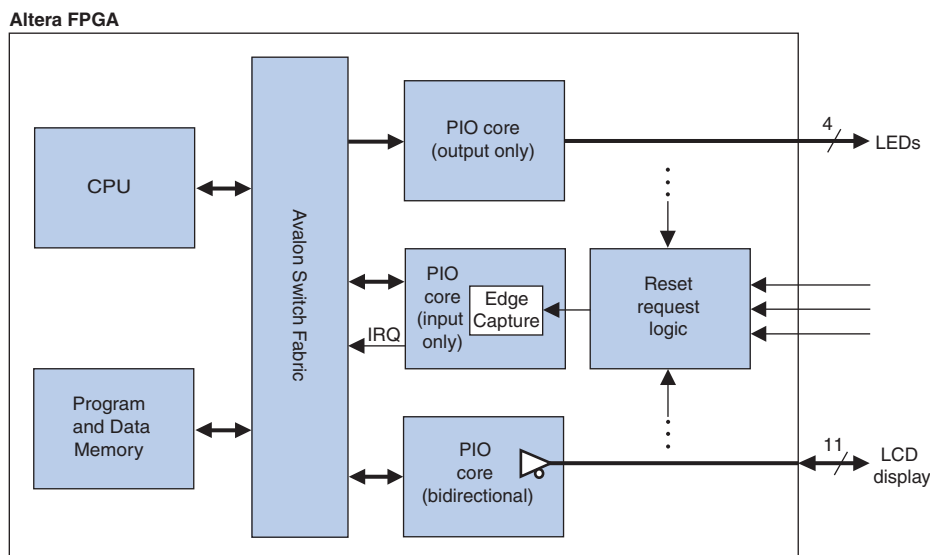 Altera FPGA
CPU
Program
and Data
Memory
Avalon Switch Fabric
PIO core
(output only)
4
LEDs
PIO
core
(input
only)
Edge
Capture
IRQ
Reset
request
logic
PIO
core
(bidirectional)
11
LCD
display